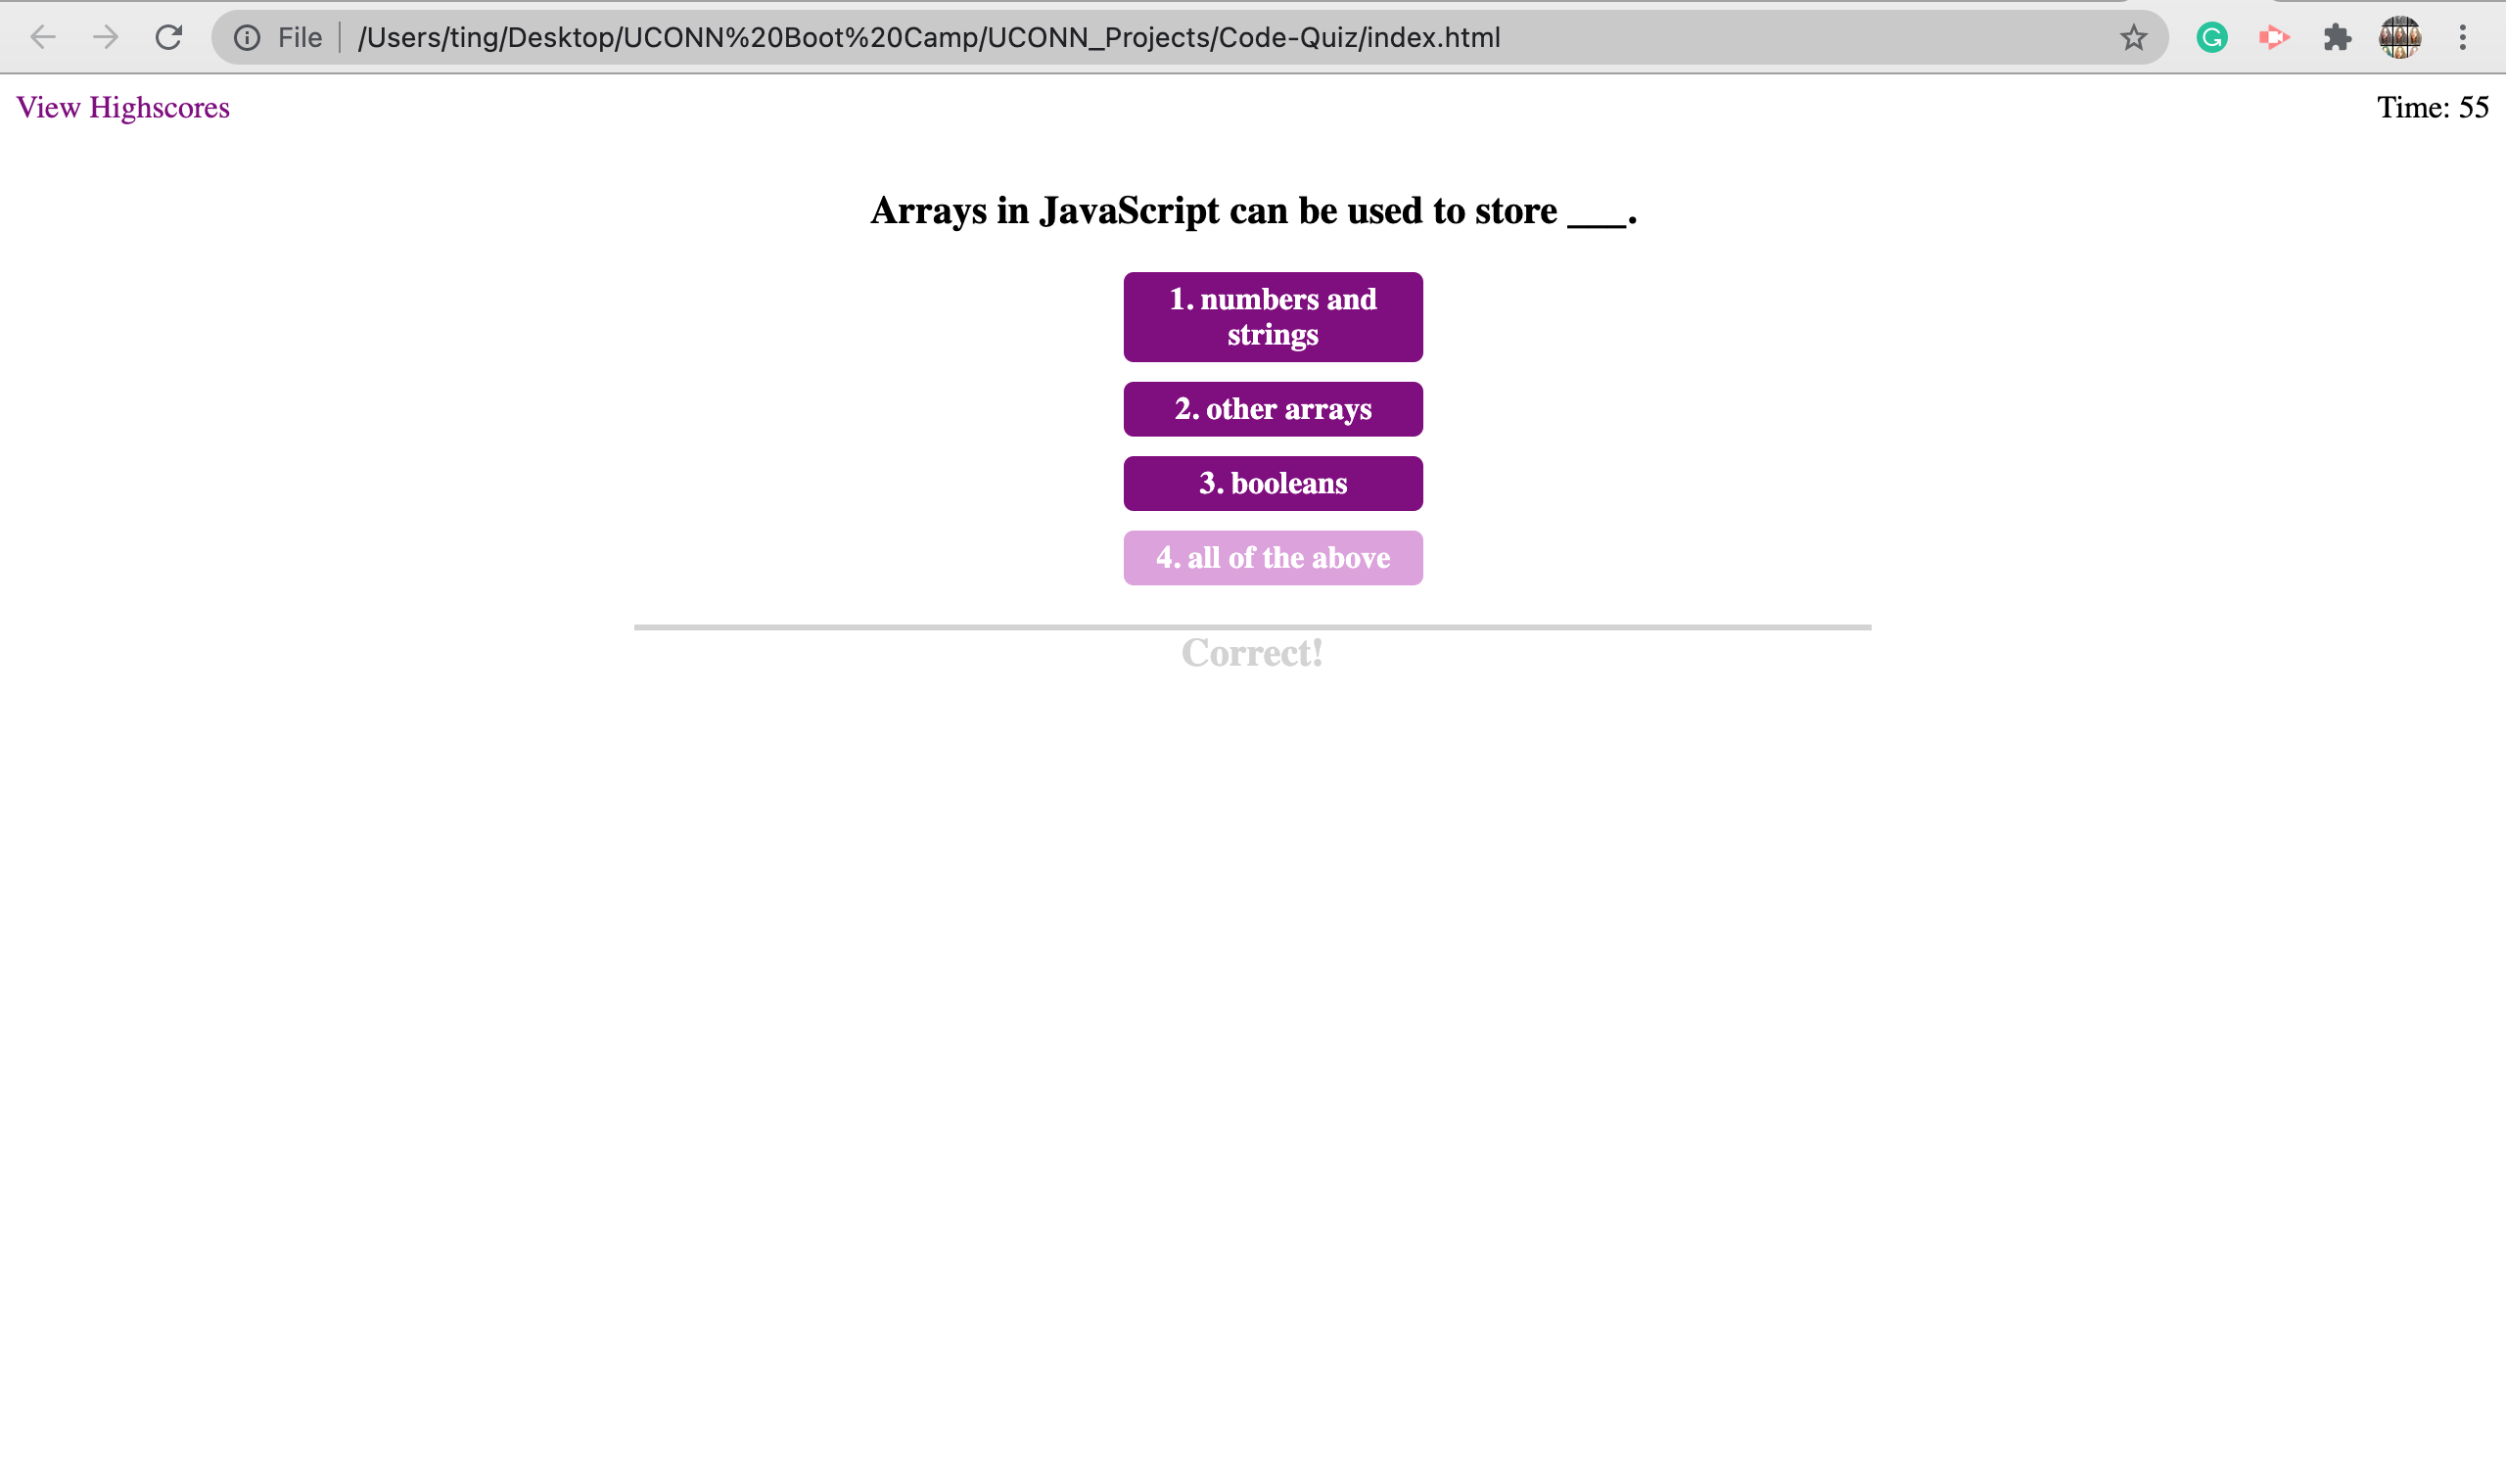 File /Users/ting/Desktop/UCONN%20Boot%20Camp/UCONN_Projects/Code-Quiz/index.html
View Highscores
Time: 55
Arrays in JavaScript can be used to store ___.
1. numbers and
strings
2. other arrays
3. booleans
4. all of the above
Correct!